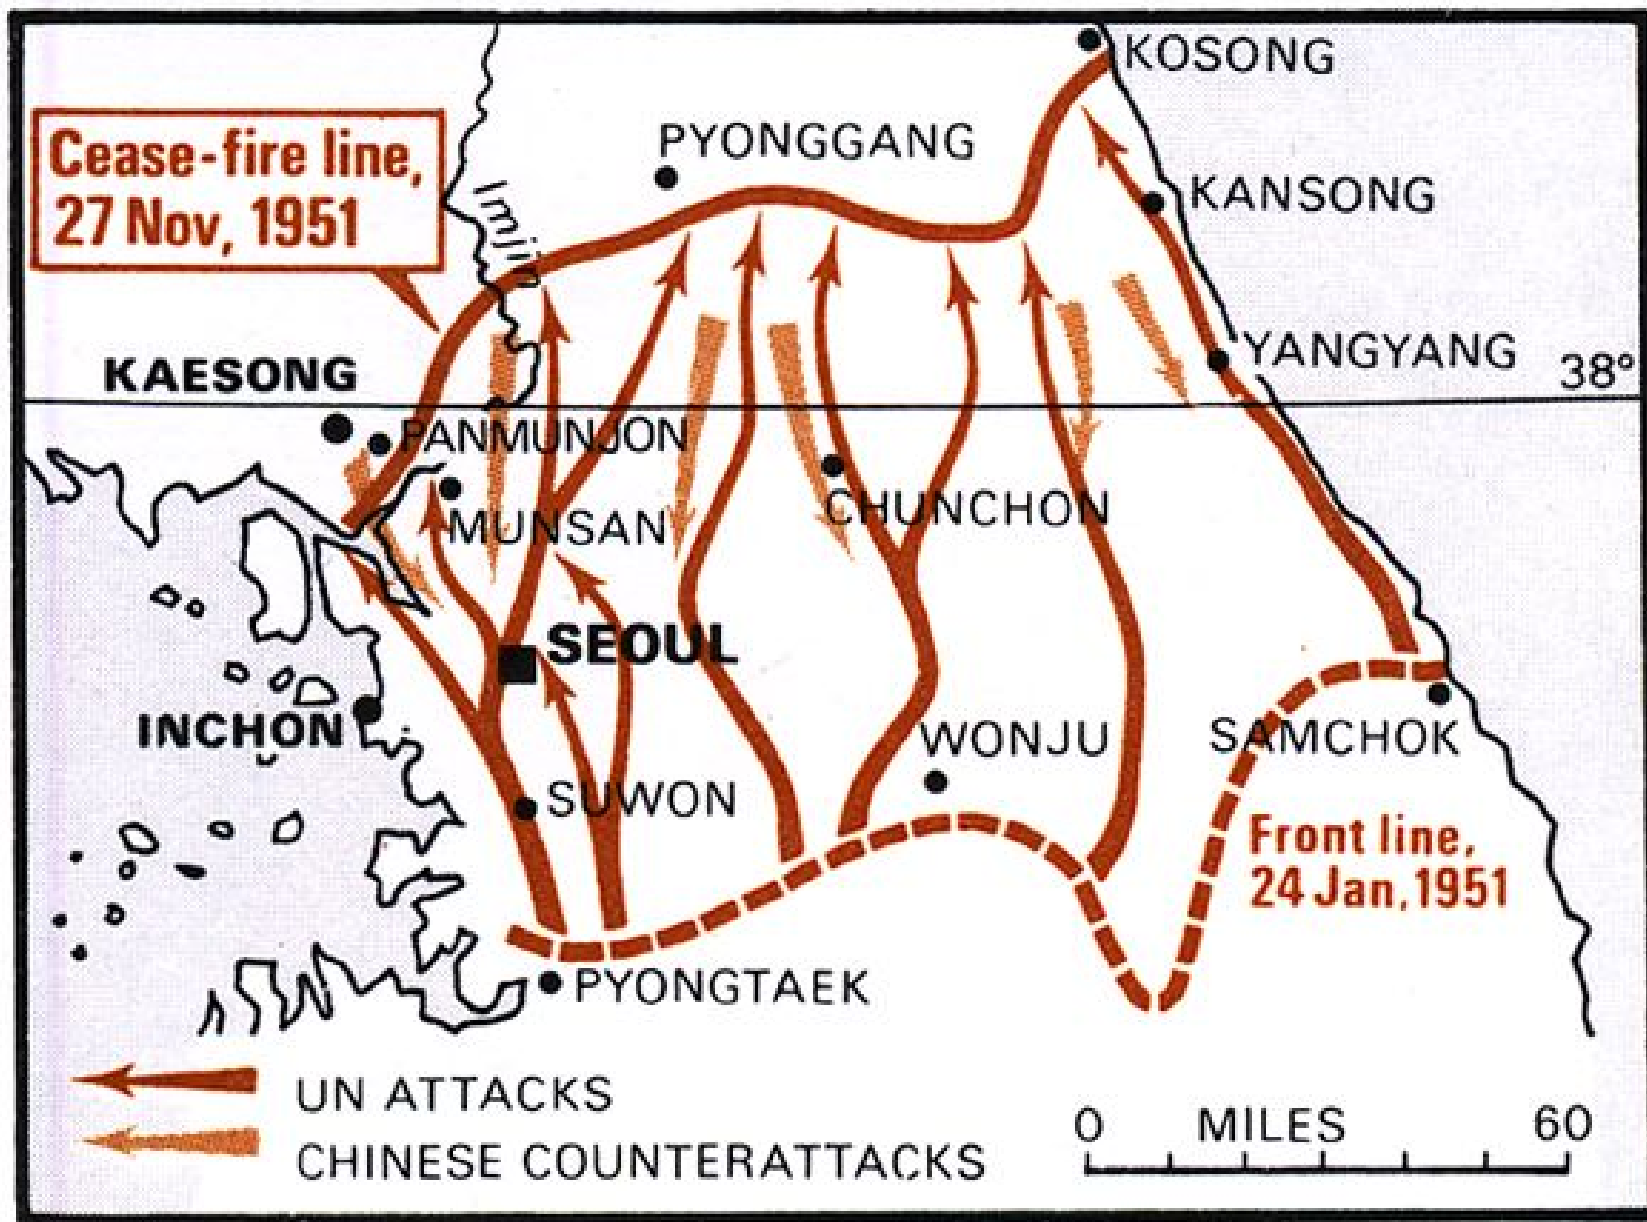 KOSONG
PYONGGANG
Cease-fire line,
27 Nov, 1951
Imjin
KANSONG
YANGYANG
38°
KAESONG
PANMUNJON
MUNSAN
CHUNCHON
SEOUL
INCHON
WONJU
SAMCHOK
SUWON
Front line,
24 Jan, 1951
PYONGTAEK
UN ATTACKS
CHINESE COUNTERATTACKS
0 MILES 60